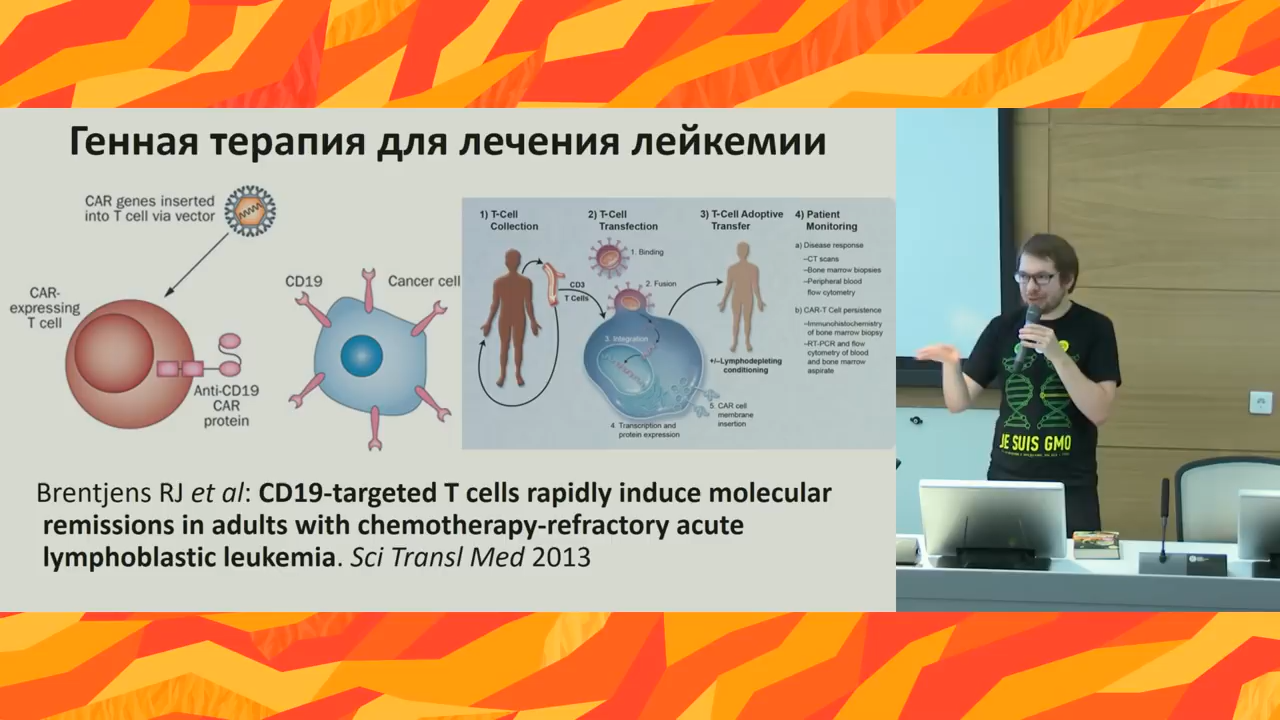 Генная терапия для лечения лейкемии
CAR genes inserted
into T cell via vector
CAR-
expressing
T cell
Anti-CD19
CAR
protein
CD19
Cancer cell
1) T-Cell
Collection
2) T-Cell
Transfection
3) T-Cell Adoptive
Transfer
4) Patient
Monitoring
1. Binding
2. Fusion
CD3
T Cells
3. Integration
4. Transcription and
protein expression
5. CAR cell
membrane
insertion
+/–Lymphodepleting
conditioning
a) Disease response
–CT scans
–Bone marrow biopsies
–Peripheral blood
flow cytometry
b) CAR-T Cell persistence
–Immunohistochemistry
of bone marrow biopsy
–RT-PCR and flow
cytometry of blood
and bone marrow
aspirate
Brentjens RJ et al: CD19-targeted T cells rapidly induce molecular
remissions in adults with chemotherapy-refractory acute
lymphoblastic leukemia. Sci Transl Med 2013
JE SUIS GMO